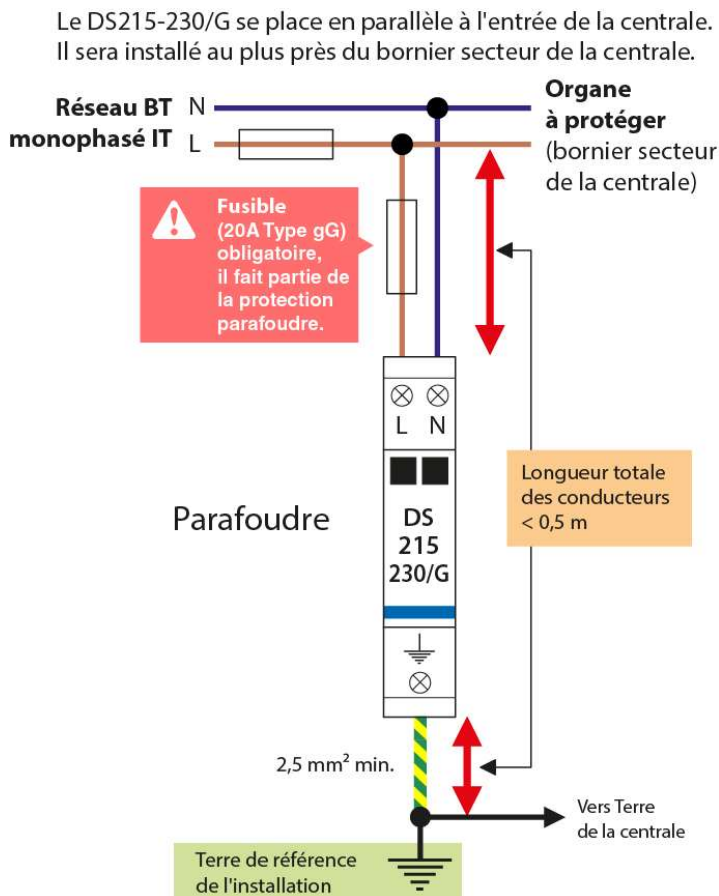 Le DS215-230/G se place en parallèle à l'entrée de la centrale.
Il sera installé au plus près du bornier secteur de la centrale.
Réseau BT N
monophasé IT L
Organe
à protéger
(bornier secteur
de la centrale)
Fusible
(20A Type gG)
obligatoire,
il fait partie de
la protection
parafoudre.
L N
Parafoudre
DS
215
230/G
Longueur totale
des conducteurs
< 0,5 m
2,5 mm² min.
Vers Terre
de la centrale
Terre de référence
de l'installation